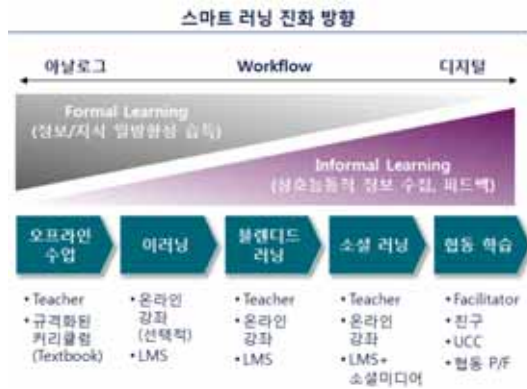 스마트 러닝 진화 방향
아날로그 Workflow 디지털
Formal Learning
(정보/지식 일방향성 습득)
Informal Learning
(상호능동적 정보 수집, 피드백)
오프라인
수업
이러닝
블렌디드
러닝
소셜 러닝
협동 학습
• Teacher
• 규격화된
커리큘럼
(Textbook)
• 온라인
강좌
(선택적)
• LMS
• Teacher
• 온라인
강좌
• LMS
• Teacher
• 온라인
강좌
• LMS+
소셜미디어
• Facilitator
• 친구
• UCC
• 협동 P/F